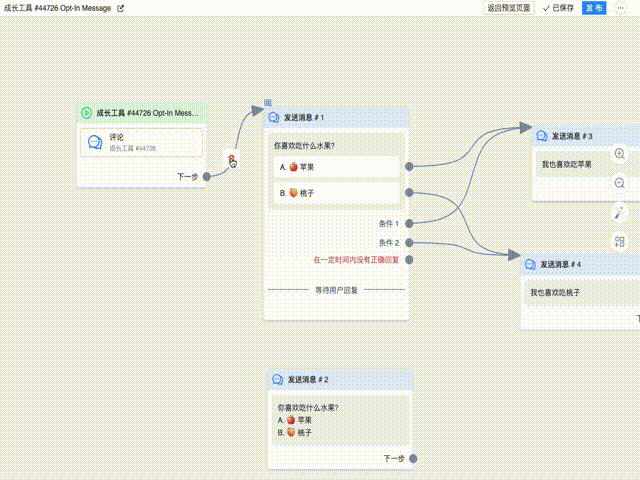 成长工具 #44726 Opt-In Message
返回预览页面
已保存
发 布
成长工具 #44726 Opt-In Mess...
评论
成长工具 #44726
下一步
发送消息 # 1
你喜欢吃什么水果?
A. 🍎 苹果
B. 🍑 桃子
条件 1
条件 2
在一定时间内没有正确回复
等待用户回复
发送消息 # 3
我也喜欢吃苹果
发送消息 # 4
我也喜欢吃桃子
发送消息 # 2
你喜欢吃什么水果?
A. 🍎 苹果
B. 🍑 桃子
下一步